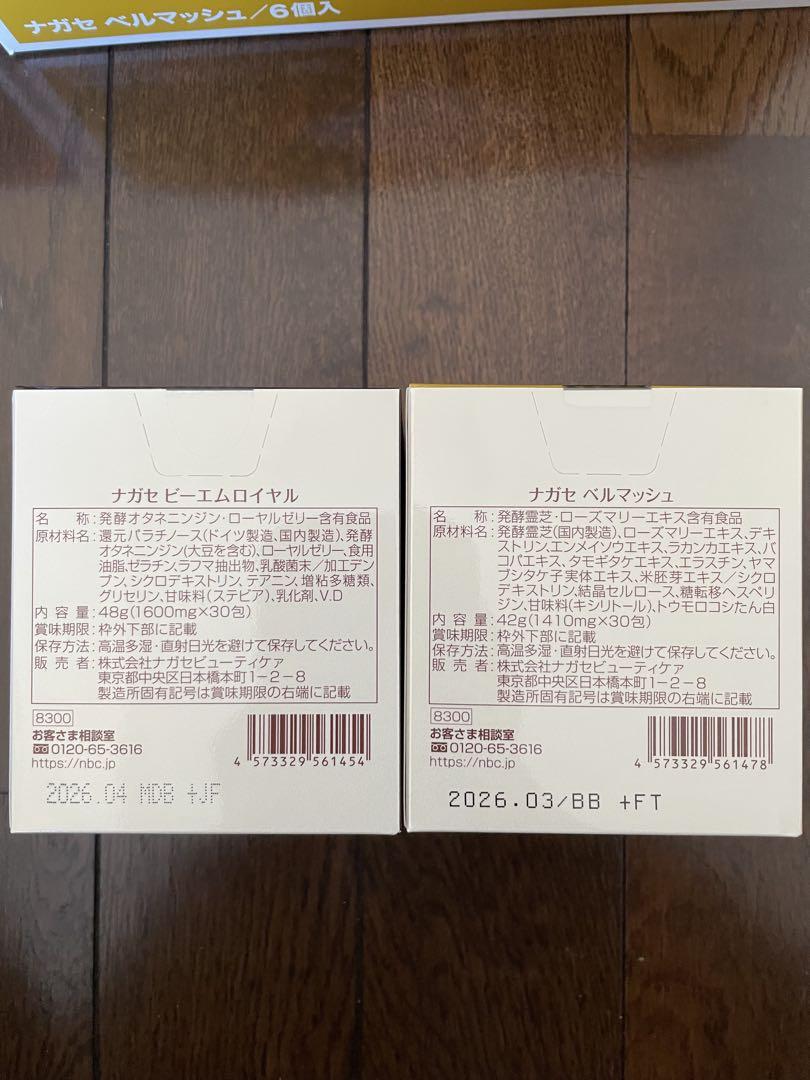 ナガセ ベルマッシュ/6個入
ナガセ ビーエムロイヤル
名　　称:発酵オタネニンジン・ローヤルゼリー含有食品
原材料名:還元パラチノース(ドイツ製造、国内製造)、発酵
オタネニンジン(大豆を含む)、ローヤルゼリー、食用
油脂、ゼラチン、ラフマ抽出物、乳酸菌末/加工デン
プン、シクロデキストリン、テアニン、増粘多糖類、
グリセリン、甘味料(ステビア)、乳化剤、V.D
内 容 量:48g(1600mg×30包)
賞味期限:枠外下部に記載
保存方法:高温多湿・直射日光を避けて保存してください。
販 売 者:株式会社ナガセビューティケァ
東京都中央区日本橋本町1-2-8
製造所固有記号は賞味期限の右端に記載
8300
お客さま相談室
0120-65-3616
https://nbc.jp
4 573329 561454
2026.04 MDB +JF
ナガセ ベルマッシュ
名　　称:発酵霊芝・ローズマリーエキス含有食品
原材料名:発酵霊芝(国内製造)、ローズマリーエキス、デキ
ストリン、エンメイソウエキス、ラカンカエキス、バ
コパエキス、タモギタケエキス、エラスチン、ヤマ
ブシタケ子実体エキス、米胚芽エキス/シクロ
デキストリン、結晶セルロース、糖転移ヘスペリ
ジン、甘味料(キシリトール)、トウモロコシたん白
内 容 量:42g(1410mg×30包)
賞味期限:枠外下部に記載
保存方法:高温多湿・直射日光を避けて保存してください。
販 売 者:株式会社ナガセビューティケァ
東京都中央区日本橋本町1-2-8
製造所固有記号は賞味期限の右端に記載
8300
お客さま相談室
0120-65-3616
https://nbc.jp
4 573329 561478
2026.03/BB +FT